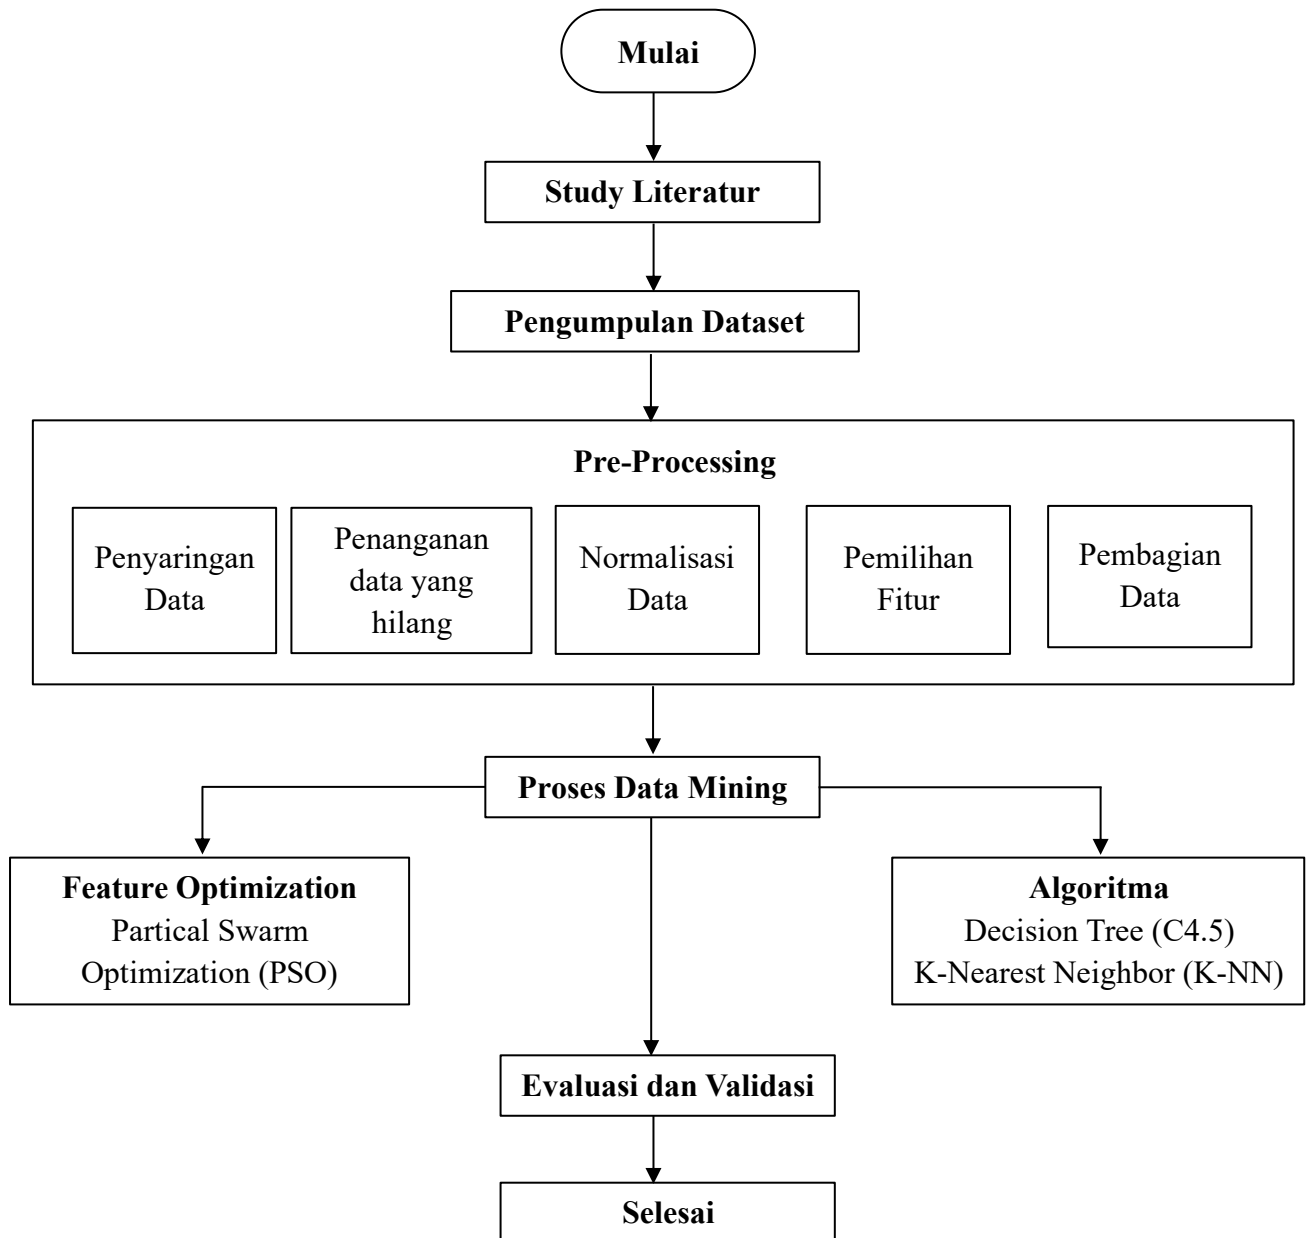 Mulai
Study Literatur
Pengumpulan Dataset
Pre-Processing
Penyaringan
Data
Penanganan
data yang
hilang
Normalisasi
Data
Pemilihan
Fitur
Pembagian
Data
Proses Data Mining
Feature Optimization
Partical Swarm
Optimization (PSO)
Algoritma
Decision Tree (C4.5)
K-Nearest Neighbor (K-NN)
Evaluasi dan Validasi
Selesai